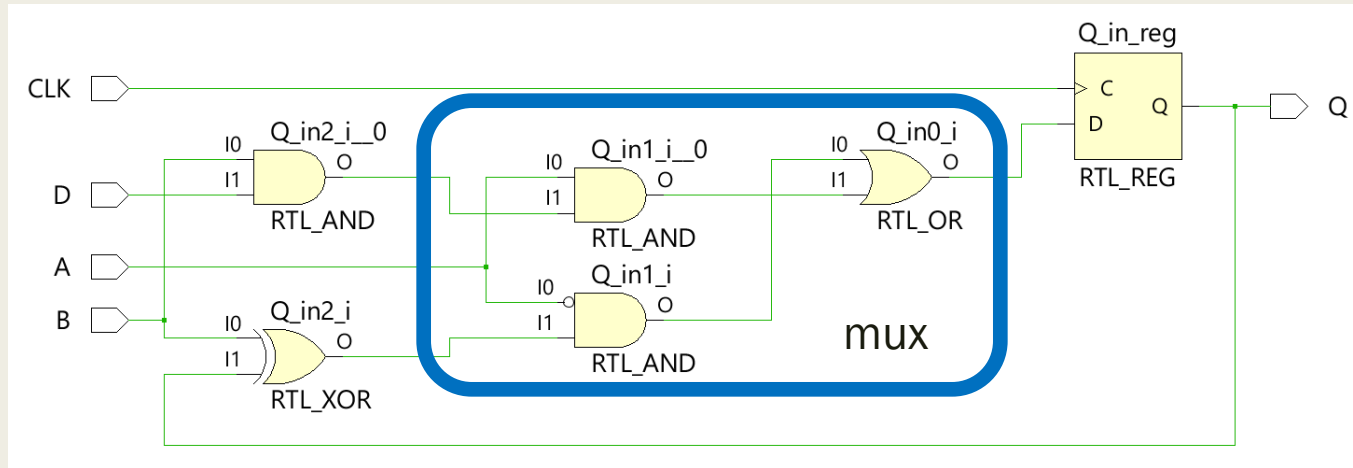 Q_in_reg
CLK
C
Q
Q
D
RTL_REG
Q_in2_i__0
I0
O
I1
D
RTL_AND
Q_in1_i__0
I0
O
I1
RTL_AND
Q_in0_i
I0
O
I1
RTL_OR
A
B
Q_in1_i
I0
O
I1
RTL_AND
Q_in2_i
I0
O
I1
RTL_XOR
mux